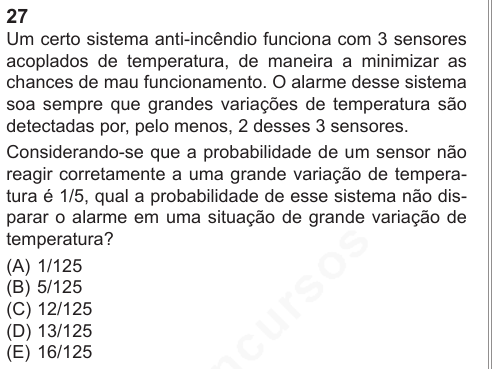 27
Um certo sistema anti-incêndio funciona com 3 sensores
acoplados de temperatura, de maneira a minimizar as
chances de mau funcionamento. O alarme desse sistema
soa sempre que grandes variações de temperatura são
detectadas por, pelo menos, 2 desses 3 sensores.
Considerando-se que a probabilidade de um sensor não
reagir corretamente a uma grande variação de tempera-
tura é 1/5, qual a probabilidade de esse sistema não dis-
parar o alarme em uma situação de grande variação de
temperatura?
(A) 1/125
(B) 5/125
(C) 12/125
(D) 13/125
(E) 16/125